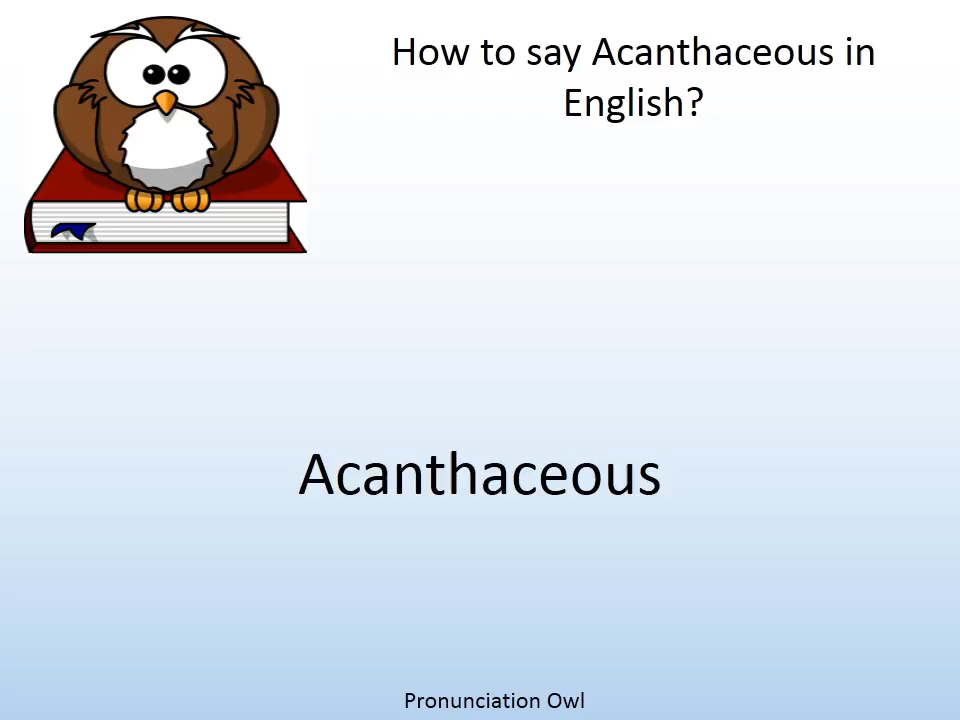 How to say Acanthaceous in
English?
Acanthaceous
Pronunciation Owl